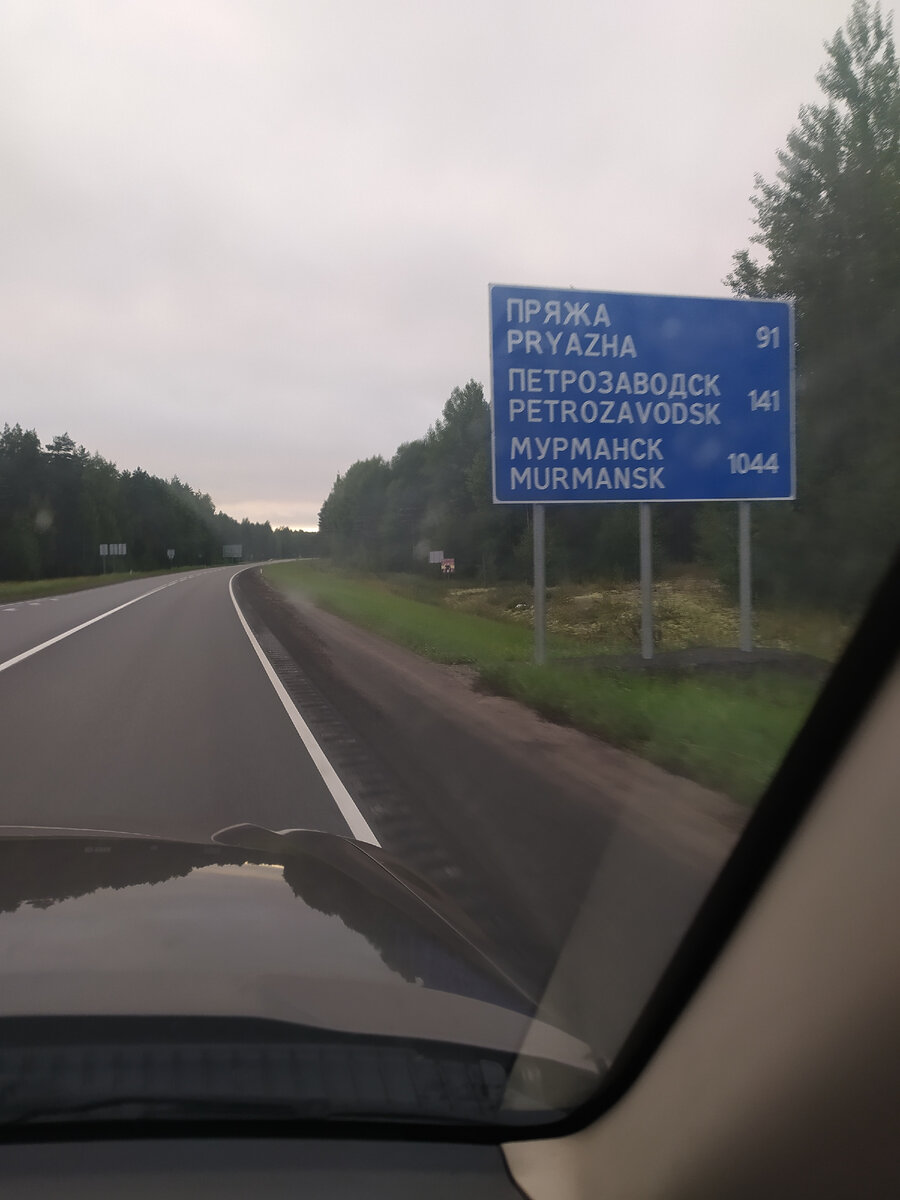 ПРЯЖА
PRYAZHA 91
ПЕТРОЗАВОДСК
PETROZAVODSK 141
МУРМАНСК
MURMANSK 1044